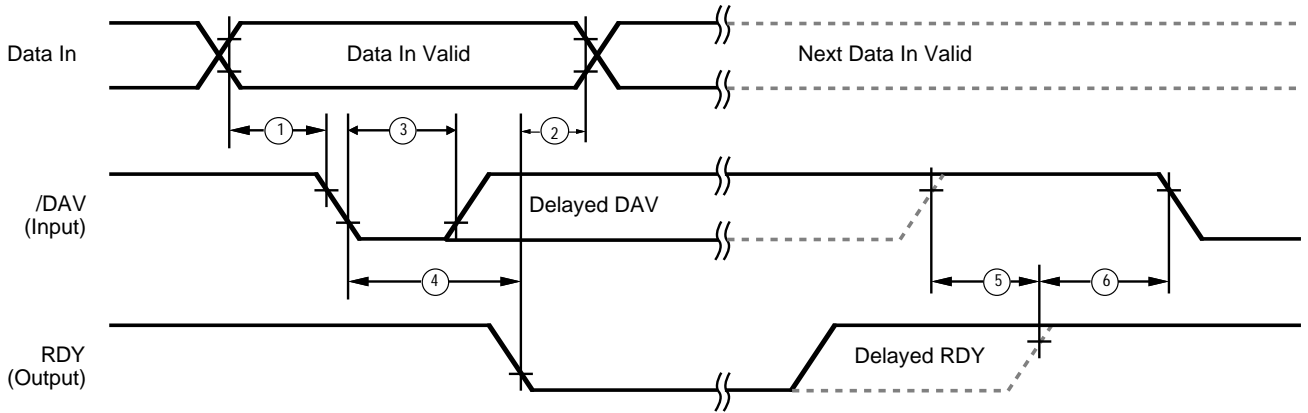 Data In
Data In Valid
Next Data In Valid
1
3
2
/DAV
(Input)
Delayed DAV
4
5
6
RDY
(Output)
Delayed RDY